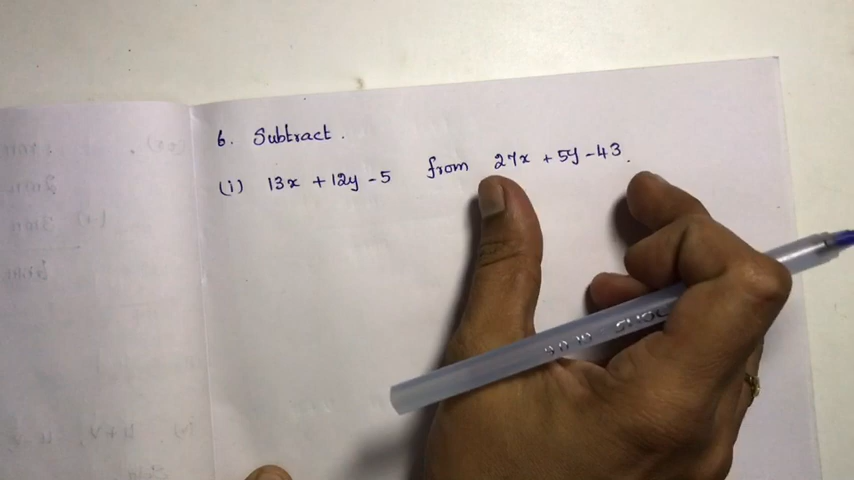 6. Subtract.
(i) 13x + 12y - 5 from 27x + 5y - 43.